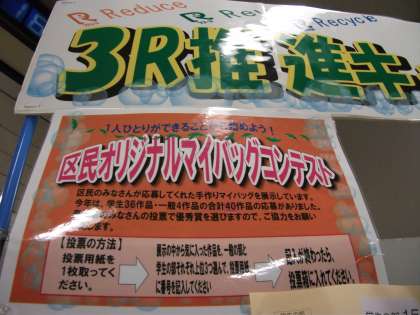 Reduce Re Recycle
3R推進キ
1人ひとりができることから始めよう!
区民オリジナルマイバッグコンテスト
区民のみなさんが応募してくれた手作りマイバッグを展示しています。
今年は、学生36作品・一般4作品の合計40作品の応募がありました。
のみなさんの投票で優秀賞を選びますので、ご協力をお願い
【投票の方法】
投票用紙を
1枚取ってく
ださい。
展示の中から気に入った作品を、一般の部と
学生の部それぞれ上位3つ選んで、投票用紙
に番号を記入してください
記入が終わったら、
投票箱に入れてください。